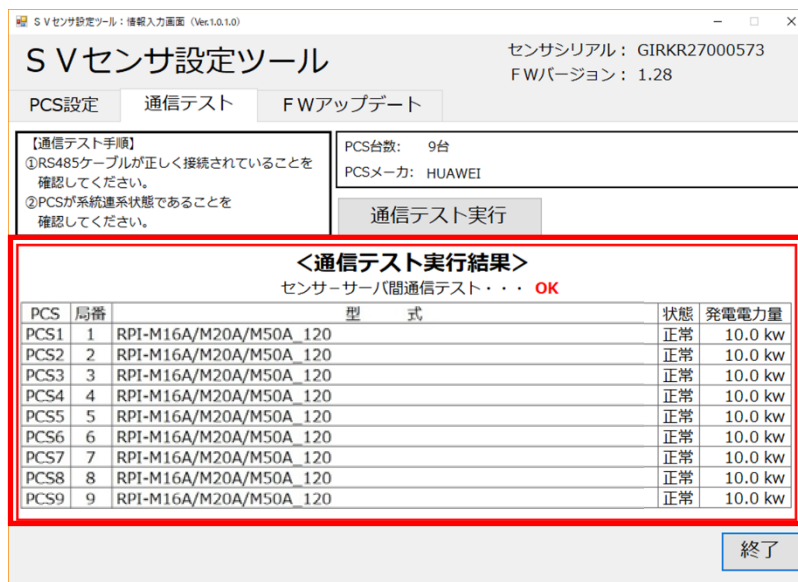 ＳＶセンサ設定ツール：情報入力画面 (Ver.1.0.1.0)
ＳＶセンサ設定ツール
センサシリアル： GIRKR27000573
ＦＷバージョン： 1.28
PCS設定 通信テスト ＦＷアップデート
【通信テスト手順】
①RS485ケーブルが正しく接続されていることを
確認してください。
②PCSが系統連系状態であることを
確認してください。
PCS台数: 9台
PCSメーカ: HUAWEI
通信テスト実行
＜通信テスト実行結果＞
センサ－サーバ間通信テスト・・・ OK
PCS 局番 型 式 状態 発電電力量
PCS1 1 RPI-M16A/M20A/M50A_120 正常 10.0 kw
PCS2 2 RPI-M16A/M20A/M50A_120 正常 10.0 kw
PCS3 3 RPI-M16A/M20A/M50A_120 正常 10.0 kw
PCS4 4 RPI-M16A/M20A/M50A_120 正常 10.0 kw
PCS5 5 RPI-M16A/M20A/M50A_120 正常 10.0 kw
PCS6 6 RPI-M16A/M20A/M50A_120 正常 10.0 kw
PCS7 7 RPI-M16A/M20A/M50A_120 正常 10.0 kw
PCS8 8 RPI-M16A/M20A/M50A_120 正常 10.0 kw
PCS9 9 RPI-M16A/M20A/M50A_120 正常 10.0 kw
終了